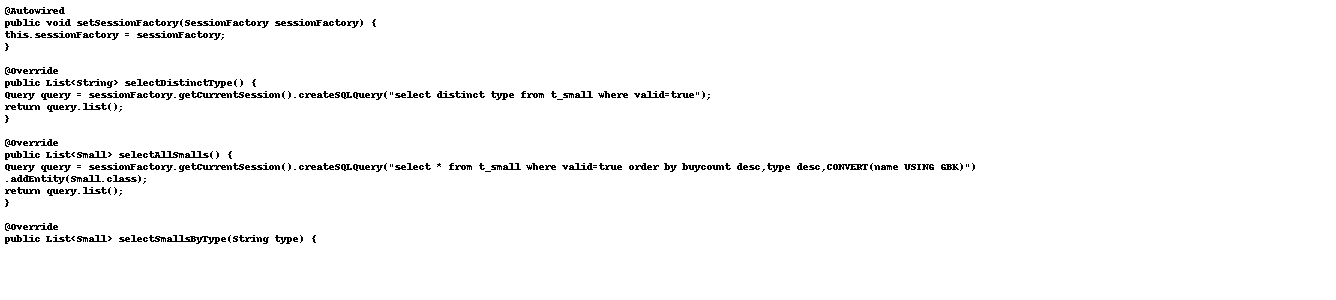 @Autowired
public void setSessionFactory(SessionFactory sessionFactory) {
this.sessionFactory = sessionFactory;
}
@Override
public List<String> selectDistinctType() {
Query query = sessionFactory.getCurrentSession().createSQLQuery("select distinct type from t_small where valid=true");
return query.list();
}
@Override
public List<Small> selectAllSmalls() {
Query query = sessionFactory.getCurrentSession().createSQLQuery("select * from t_small where valid=true order by buycount desc,type desc,CONVERT(name USING GBK)")
.addEntity(Small.class);
return query.list();
}
@Override
public List<Small> selectSmallsByType(String type) {